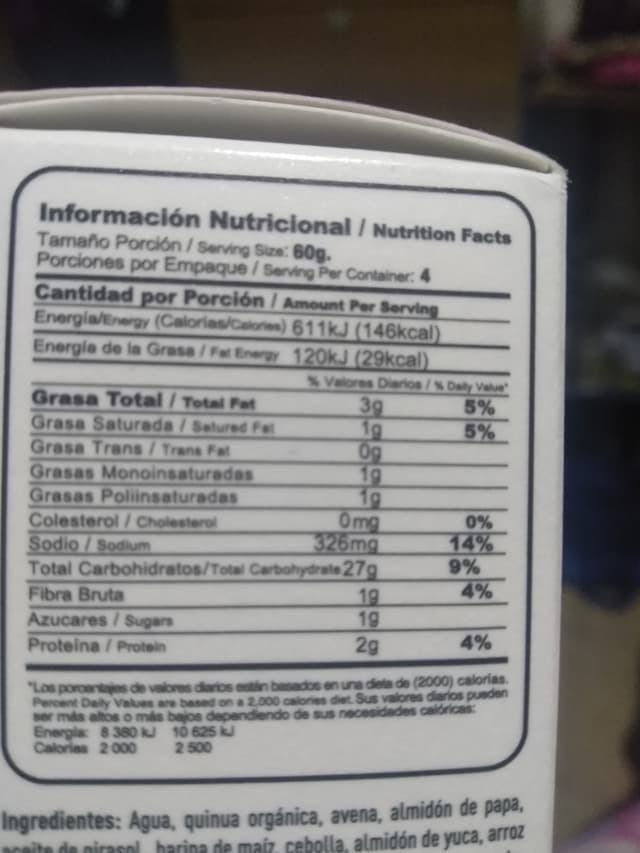 Información Nutricional / Nutrition Facts
Tamaño Porción / Serving Size: 60g.
Porciones por Empaque / Serving Per Container: 4
Cantidad por Porción / Amount Per Serving
Energía/Energy (Calorías/Calories) 611kJ (146kcal)
Energía de la Grasa / Fat Energy 120kJ (29kcal)
% Valores Diarios / % Daily Value*
Grasa Total / Total Fat 3g 5%
Grasa Saturada / Satured Fat 1g 5%
Grasa Trans / Trans Fat 0g
Grasas Monoinsaturadas 1g
Grasas Poliinsaturadas 1g
Colesterol / Cholesterol 0mg 0%
Sodio / Sodium 326mg 14%
Total Carbohidratos/Total Carbohydrate 27g 9%
Fibra Bruta 1g 4%
Azucares / Sugars 1g
Proteína / Protein 2g 4%
*Los porcentajes de valores diarios están basados en una dieta de (2000) calorías.
Percent Daily Values are based on a 2,000 calories diet. Sus valores diarios pueden
ser más altos o más bajos dependiendo de sus necesidades calóricas:
Energía: 8 380 kJ 10 625 kJ
Calorías 2 000 2 500
Ingredientes: Agua, quinua orgánica, avena, almidón de papa,
aceite de girasol, harina de maíz, cebolla, almidón de yuca, arroz